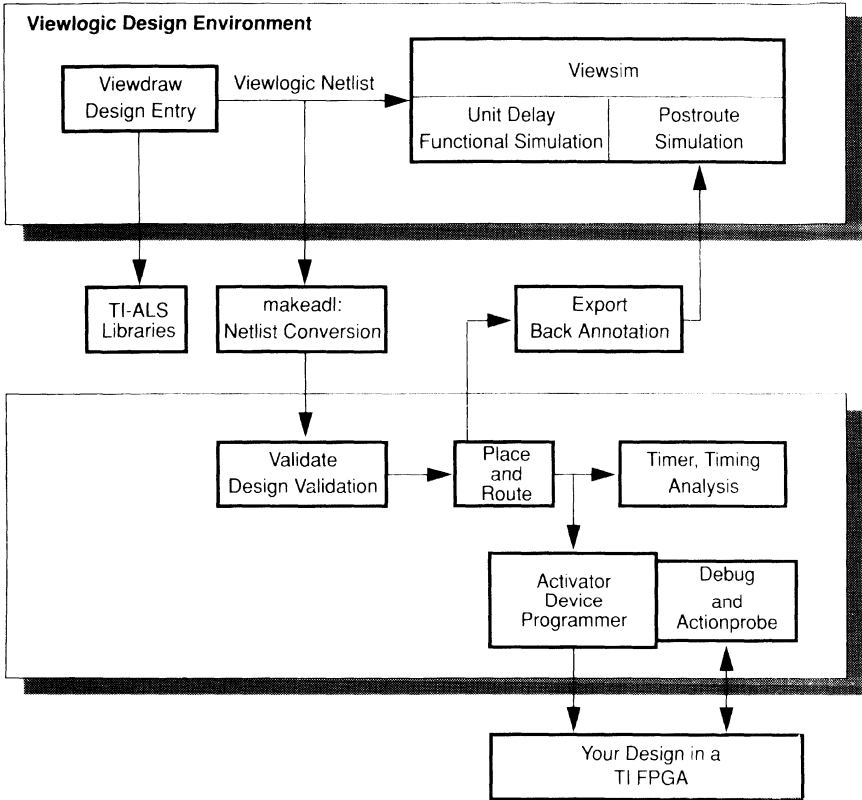 Viewlogic Design Environment
Viewdraw
Design Entry
Viewlogic Netlist
Viewsim
Unit Delay
Functional Simulation
Postroute
Simulation
TI-ALS
Libraries
makeadl:
Netlist Conversion
Export
Back Annotation
Validate
Design Validation
Place
and
Route
Timer, Timing
Analysis
Activator
Device
Programmer
Debug
and
Actionprobe
Your Design in a
TI FPGA